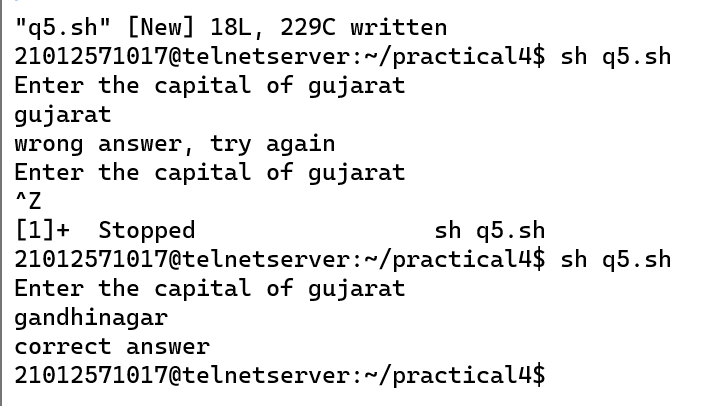 "q5.sh" [New] 18L, 229C written
21012571017@telnetserver:~/practical4$ sh q5.sh
Enter the capital of gujarat
gujarat
wrong answer, try again
Enter the capital of gujarat
^Z
[1]+  Stopped                 sh q5.sh
21012571017@telnetserver:~/practical4$ sh q5.sh
Enter the capital of gujarat
gandhinagar
correct answer
21012571017@telnetserver:~/practical4$